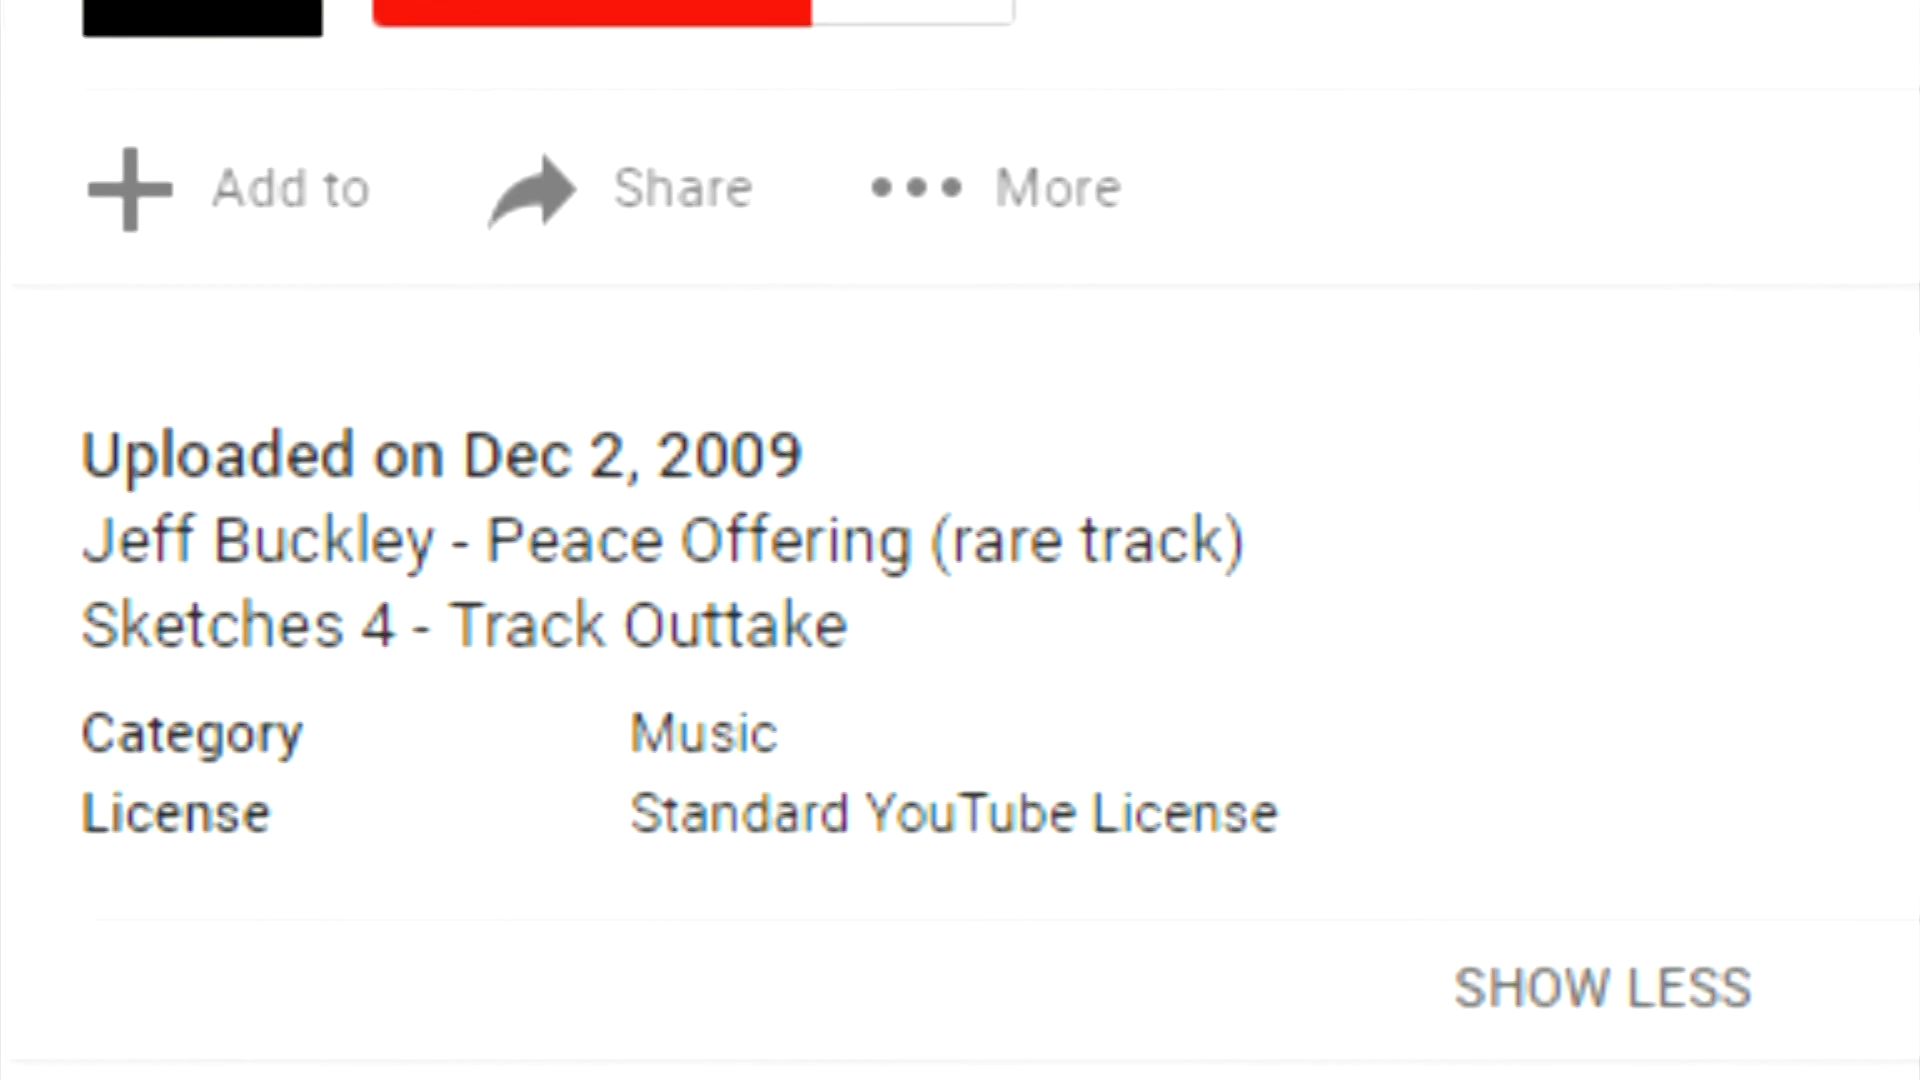 Add to Share More
Uploaded on Dec 2, 2009
Jeff Buckley - Peace Offering (rare track)
Sketches 4 - Track Outtake
Category Music
License Standard YouTube License
SHOW LESS